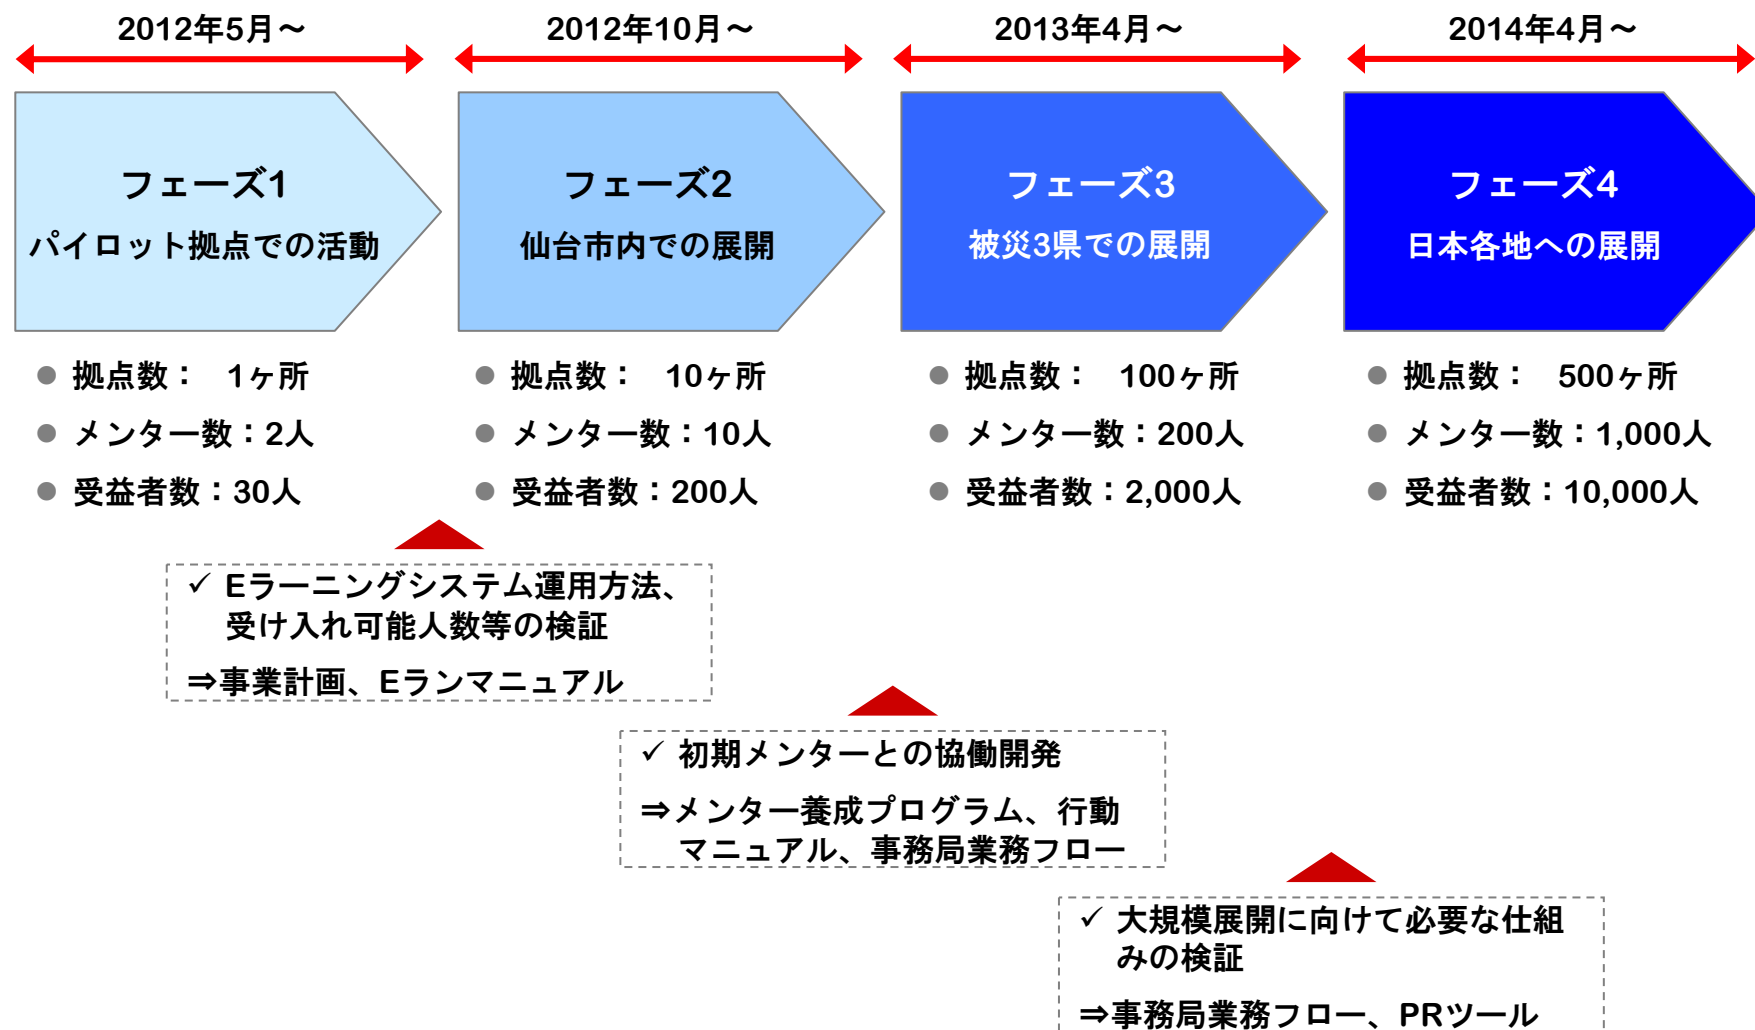 2012年5月～
2012年10月～
2013年4月～
2014年4月～
フェーズ1
パイロット拠点での活動
フェーズ2
仙台市内での展開
フェーズ3
被災3県での展開
フェーズ4
日本各地への展開
● 拠点数： 1ヶ所
● メンター数：2人
● 受益者数：30人
● 拠点数： 10ヶ所
● メンター数：10人
● 受益者数：200人
● 拠点数： 100ヶ所
● メンター数：200人
● 受益者数：2,000人
● 拠点数： 500ヶ所
● メンター数：1,000人
● 受益者数：10,000人
✓ Eラーニングシステム運用方法、
受け入れ可能人数等の検証
⇒事業計画、Eランマニュアル
✓ 初期メンターとの協働開発
⇒メンター養成プログラム、行動
マニュアル、事務局業務フロー
✓ 大規模展開に向けて必要な仕組
みの検証
⇒事務局業務フロー、PRツール